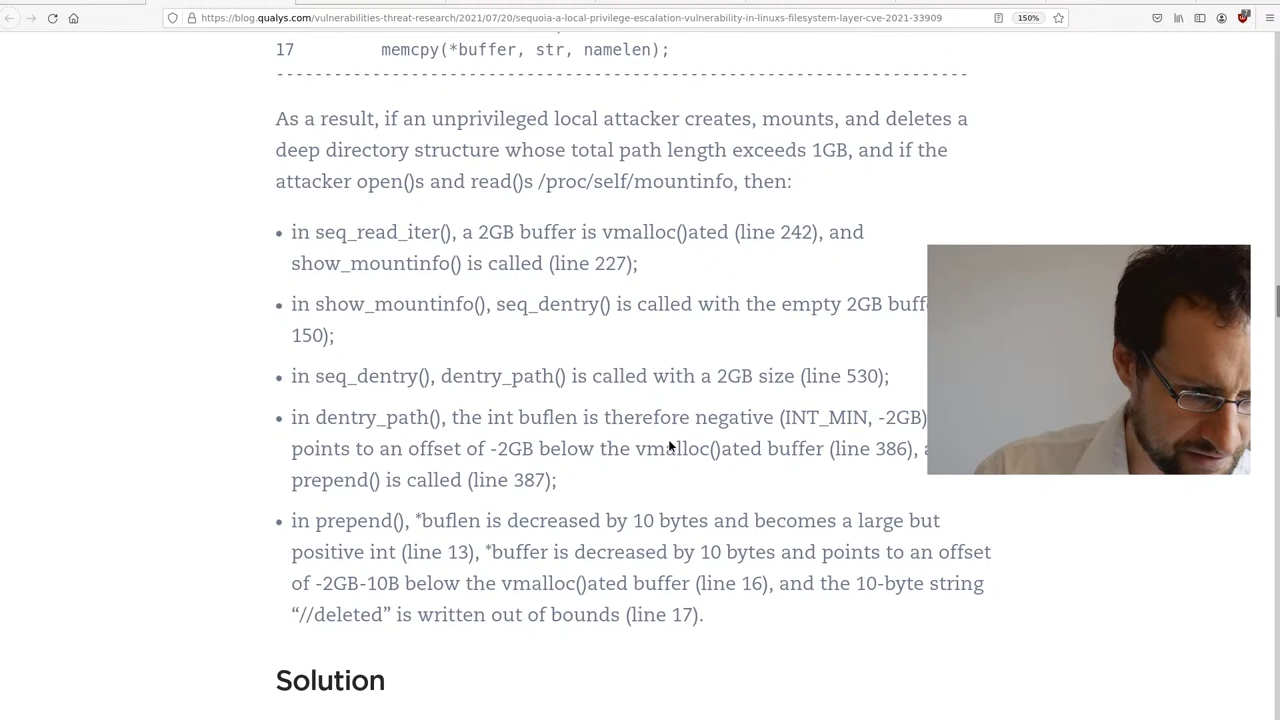 https://blog.qualys.com/vulnerabilities-threat-research/2021/07/20/sequoia-a-local-privilege-escalation-vulnerability-in-linuxs-filesystem-layer-cve-2021-33909
150%
17 memcpy(*buffer, str, namelen);
-----------------------------------------------------------------------
As a result, if an unprivileged local attacker creates, mounts, and deletes a
deep directory structure whose total path length exceeds 1GB, and if the
attacker open()s and read()s /proc/self/mountinfo, then:
• in seq_read_iter(), a 2GB buffer is vmalloc()ated (line 242), and
show_mountinfo() is called (line 227);
• in show_mountinfo(), seq_dentry() is called with the empty 2GB
150);
• in seq_dentry(), dentry_path() is called with a 2GB size (line 530);
• in dentry_path(), the int buflen is therefore negative (INT_MIN, -2GB)
points to an offset of -2GB below the vmalloc()ated buffer (line 386),
prepend() is called (line 387);
• in prepend(), *buflen is decreased by 10 bytes and becomes a large but
positive int (line 13), *buffer is decreased by 10 bytes and points to an offset
of -2GB-10B below the vmalloc()ated buffer (line 16), and the 10-byte string
“//deleted” is written out of bounds (line 17).
Solution